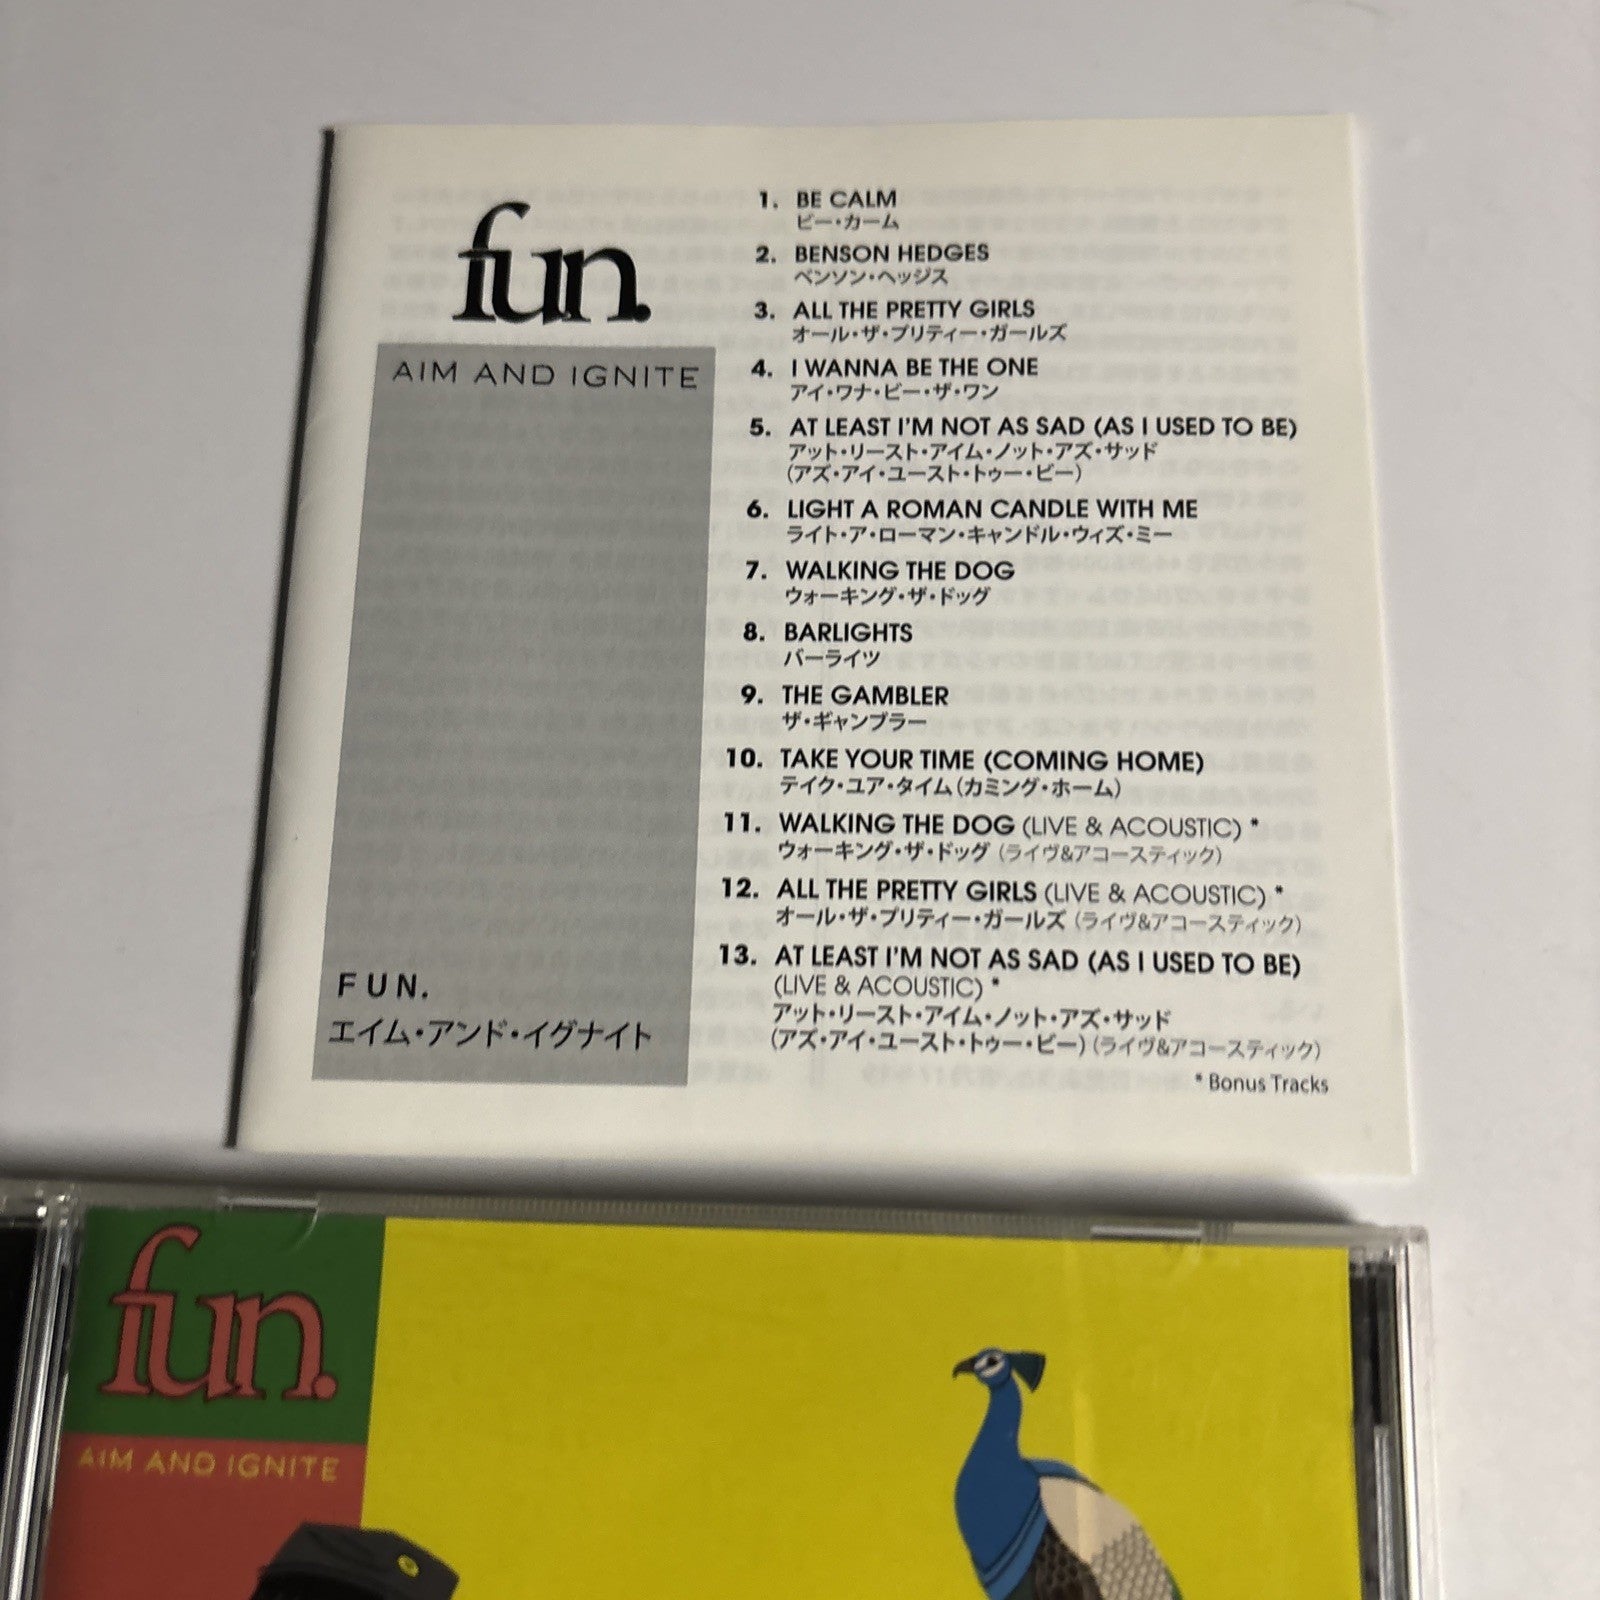 fun.
AIM AND IGNITE
FUN.
エイム・アンド・イグナイト
1. BE CALM
ビー・カーム
2. BENSON HEDGES
ベンソン・ヘッジス
3. ALL THE PRETTY GIRLS
オール・ザ・プリティー・ガールズ
4. I WANNA BE THE ONE
アイ・ワナ・ビー・ザ・ワン
5. AT LEAST I'M NOT AS SAD (AS I USED TO BE)
アット・リースト・アイム・ノット・アズ・サッド
(アズ・アイ・ユースト・トゥー・ビー)
6. LIGHT A ROMAN CANDLE WITH ME
ライト・ア・ローマン・キャンドル・ウィズ・ミー
7. WALKING THE DOG
ウォーキング・ザ・ドッグ
8. BARLIGHTS
バーライツ
9. THE GAMBLER
ザ・ギャンブラー
10. TAKE YOUR TIME (COMING HOME)
テイク・ユア・タイム(カミング・ホーム)
11. WALKING THE DOG (LIVE & ACOUSTIC) *
ウォーキング・ザ・ドッグ (ライヴ&アコースティック)
12. ALL THE PRETTY GIRLS (LIVE & ACOUSTIC) *
オール・ザ・プリティー・ガールズ (ライヴ&アコースティック)
13. AT LEAST I'M NOT AS SAD (AS I USED TO BE)
(LIVE & ACOUSTIC) *
アット・リースト・アイム・ノット・アズ・サッド
(アズ・アイ・ユースト・トゥー・ビー) (ライヴ&アコースティック)
* Bonus Tracks
fun.
AIM AND IGNITE